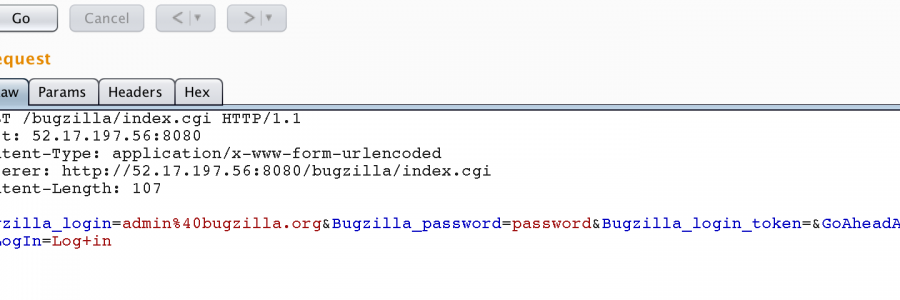 Go Cancel < ▼ > ▼
equest
aw Params Headers Hex
ST /bugzilla/index.cgi HTTP/1.1
t: 52.17.197.56:8080
tent-Type: application/x-www-form-urlencoded
erer: http://52.17.197.56:8080/bugzilla/index.cgi
tent-Length: 107
zilla_login=admin%40bugzilla.org&Bugzilla_password=password&Bugzilla_login_token=&GoAheadA
LogIn=Log+in